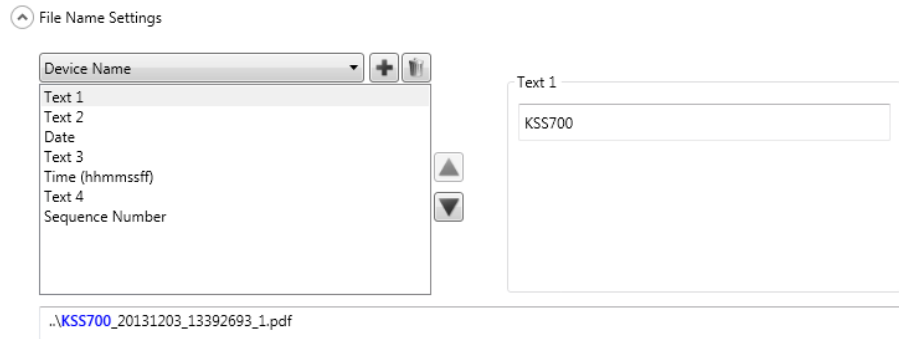 File Name Settings
Device Name
Text 1
Text 2
Date
Text 3
Time (hhmmssff)
Text 4
Sequence Number
Text 1
KSS700
..\KSS700_20131203_13392693_1.pdf